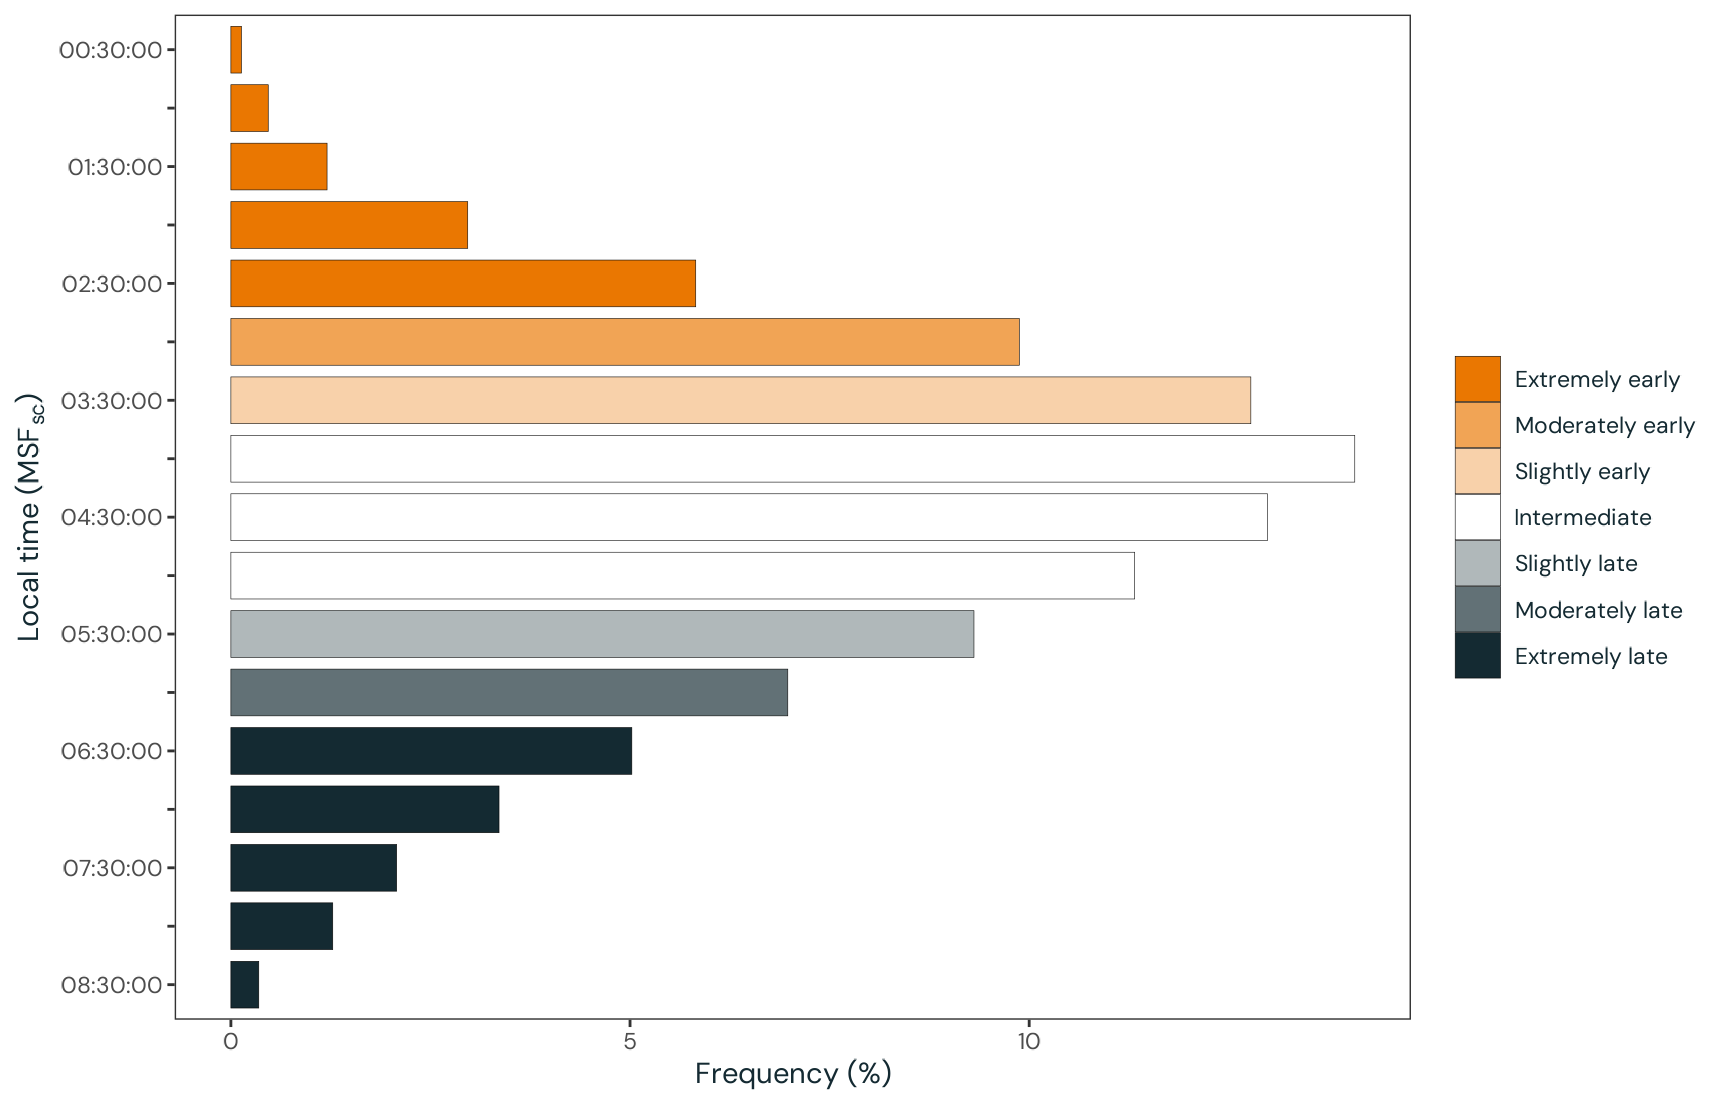 00:30:00
01:30:00
02:30:00
03:30:00
04:30:00
05:30:00
06:30:00
07:30:00
08:30:00
Local time (MSFsc)
0 5 10
Frequency (%)
Extremely early
Moderately early
Slightly early
Intermediate
Slightly late
Moderately late
Extremely late